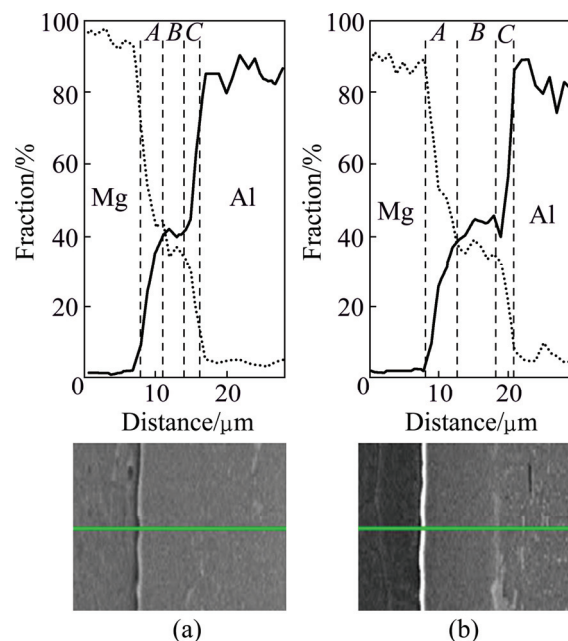 A B C
100
80
60
40
20
0
Fraction/%
Mg
Al
10
20
Distance/μm
(a)
A B C
100
80
60
40
20
0
Fraction/%
Mg
Al
10
20
Distance/μm
(b)